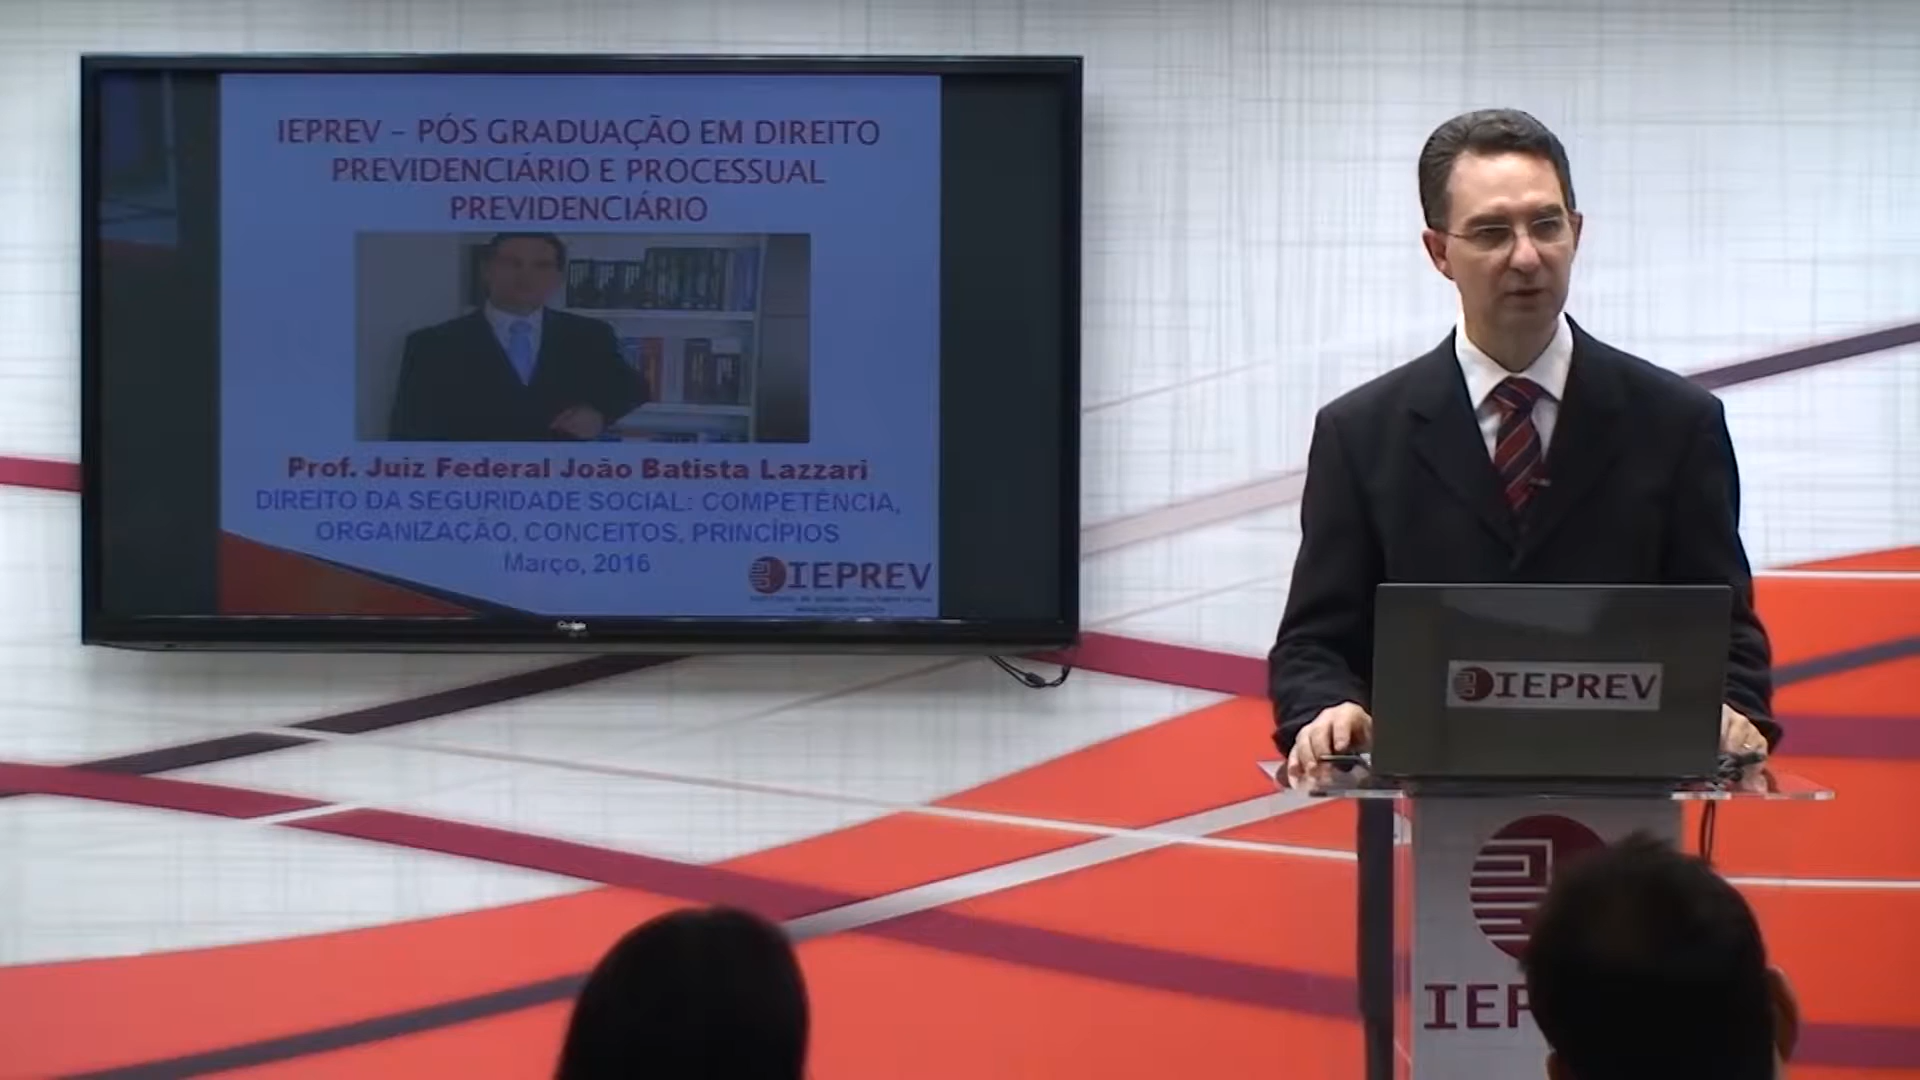 IEPREV – PÓS GRADUAÇÃO EM DIREITO
PREVIDENCIÁRIO E PROCESSUAL
PREVIDENCIÁRIO
Prof. Juiz Federal João Batista Lazzari
DIREITO DA SEGURIDADE SOCIAL: COMPETÊNCIA,
ORGANIZAÇÃO, CONCEITOS, PRINCÍPIOS
Março, 2016
IEPREV
IEPREV
IEP